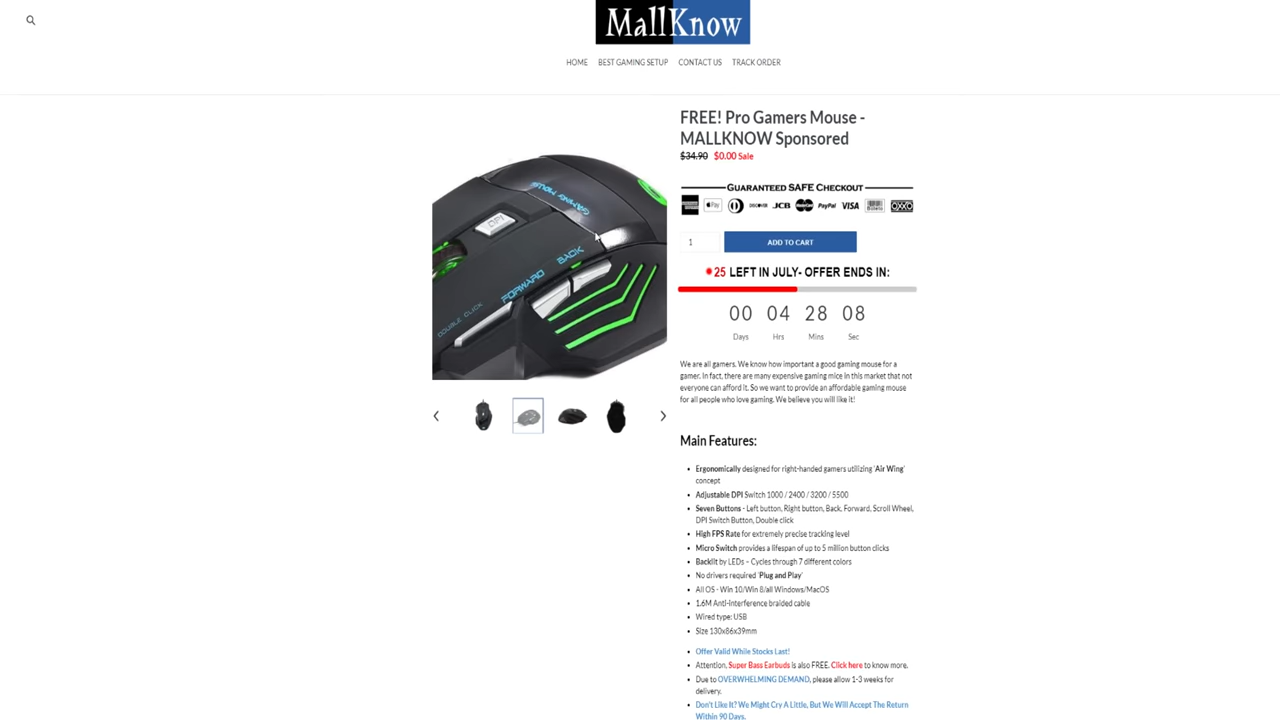 MallKnow
HOME BEST GAMING SETUP CONTACT US TRACK ORDER
FREE! Pro Gamers Mouse -
MALLKNOW Sponsored
$34.90 $0.00 Sale
GUARANTEED SAFE CHECKOUT
Apple Pay DISCOVER JCB MasterCard PayPal VISA OXXO
1 ADD TO CART
25 LEFT IN JULY- OFFER ENDS IN:
00 04 28 08
Days Hrs Mins Sec
GAMING MOUSE
DPI
FORWARD BACK
DOUBLE CLICK
We are all gamers. We know how important a good gaming mouse for a
gamer. In fact, there are many expensive gaming mice in this market that not
everyone can afford it. So we want to provide an affordable gaming mouse
for all people who love gaming. We believe you will like it!
Main Features:
• Ergonomically designed for right-handed gamers utilizing 'Air Wing'
concept
• Adjustable DPI Switch 1000 / 2400 / 3200 / 5500
• Seven Buttons - Left button, Right button, Back, Forward, Scroll Wheel,
DPI Switch Button, Double click
• High FPS Rate for extremely precise tracking level
• Micro Switch provides a lifespan of up to 5 million button clicks
• Backlit by LEDs – Cycles through 7 different colors
• No drivers required 'Plug and Play'
• All OS - Win 10/Win 8/all Windows/MacOS
• 1.6M Anti-interference braided cable
• Wired type: USB
• Size 130x86x39mm
• Offer Valid While Stocks Last!
• Attention, Super Bass Earbuds is also FREE. Click here to know more.
• Due to OVERWHELMING DEMAND, please allow 1-3 weeks for
delivery.
• Don't Like It? We Might Cry A Little, But We Will Accept The Return
Within 90 Days.